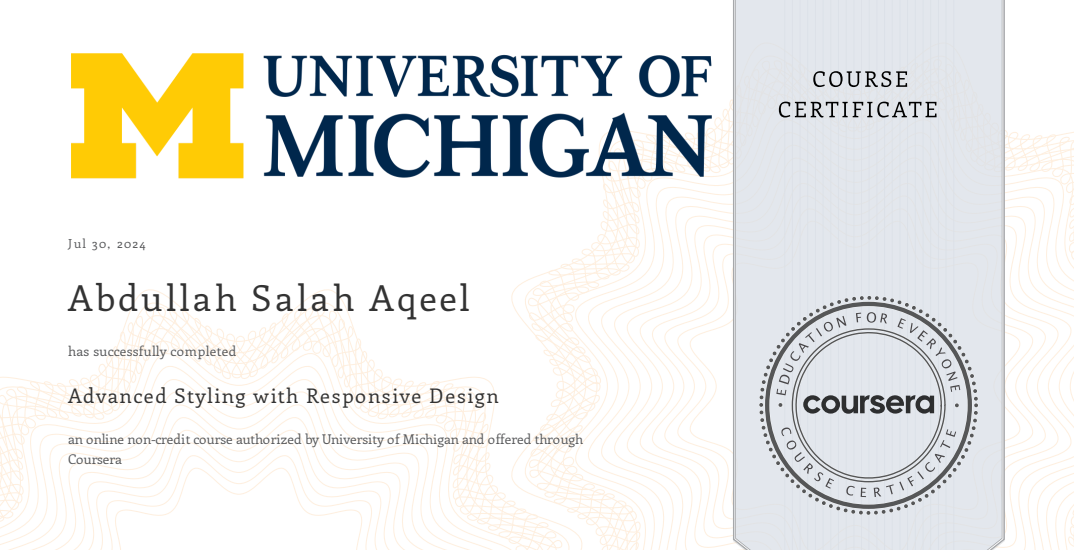 UNIVERSITY OF
MICHIGAN
COURSE
CERTIFICATE
Jul 30, 2024
Abdullah Salah Aqeel
has successfully completed
Advanced Styling with Responsive Design
an online non-credit course authorized by University of Michigan and offered through
Coursera
EDUCATION FOR EVERYONE
coursera
COURSE CERTIFICATE